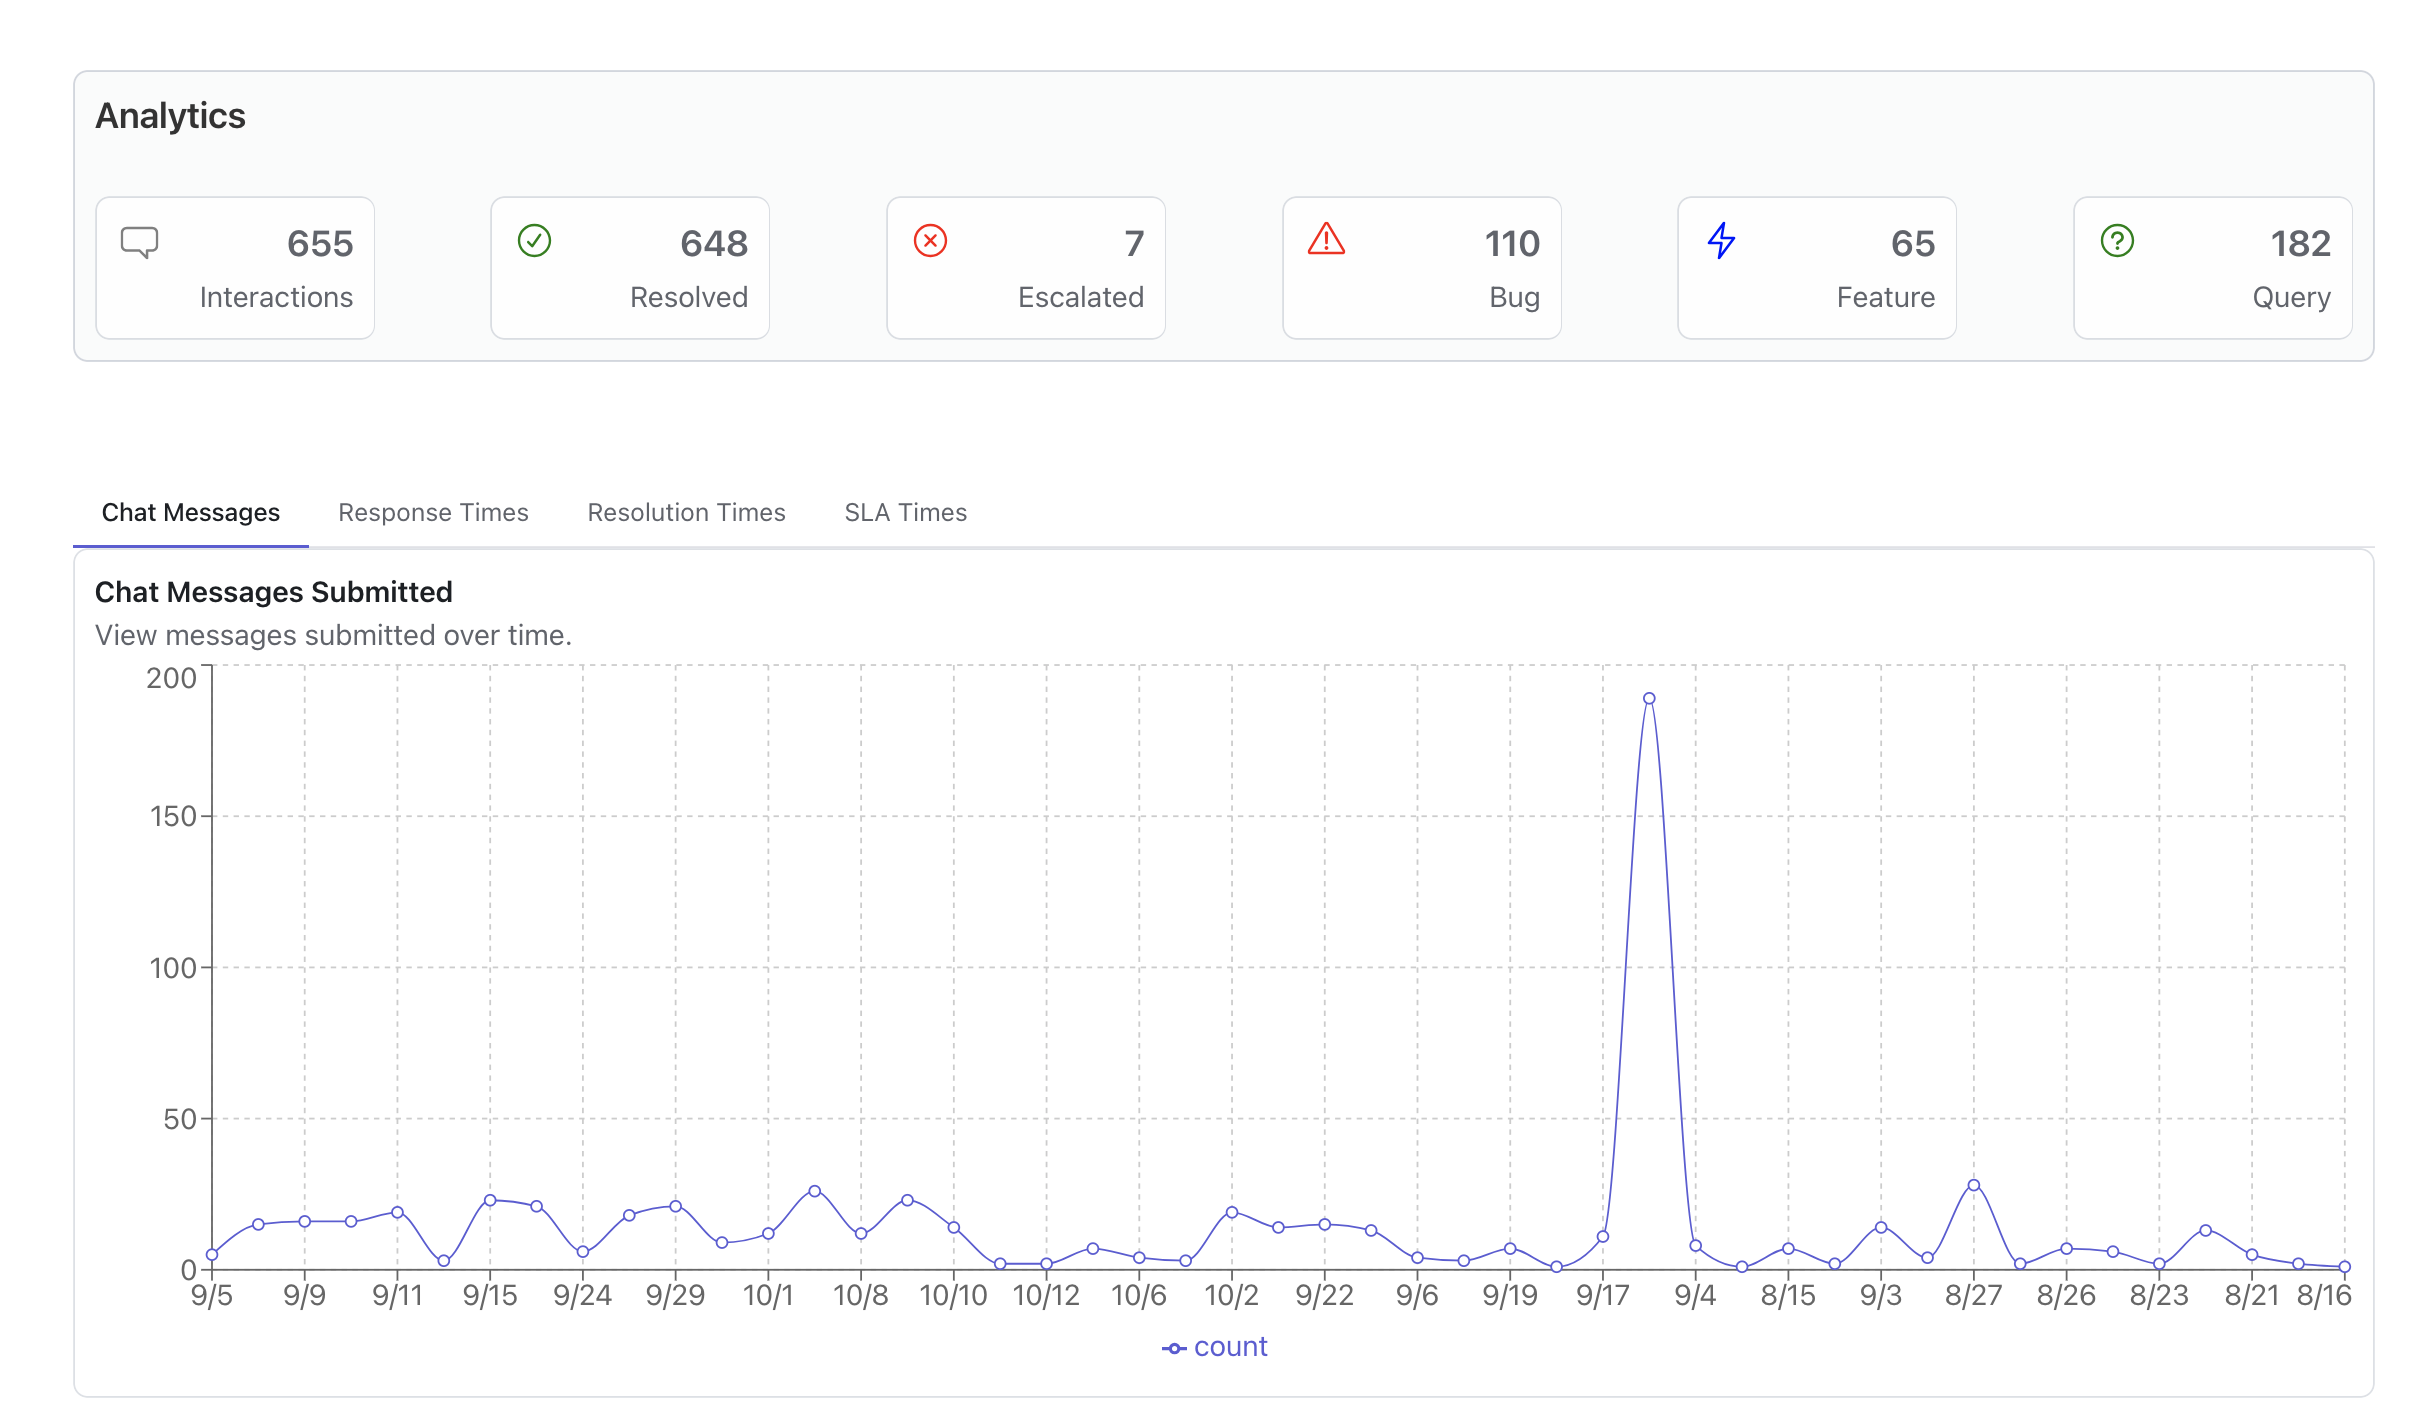 Analytics
655
Interactions
648
Resolved
7
Escalated
110
Bug
65
Feature
182
Query
Chat Messages Response Times Resolution Times SLA Times
Chat Messages Submitted
View messages submitted over time.
200
150
100
50
0
9/5 9/9 9/11 9/15 9/24 9/29 10/1 10/8 10/10 10/12 10/6 10/2 9/22 9/6 9/19 9/17 9/4 8/15 9/3 8/27 8/26 8/23 8/21 8/16
count